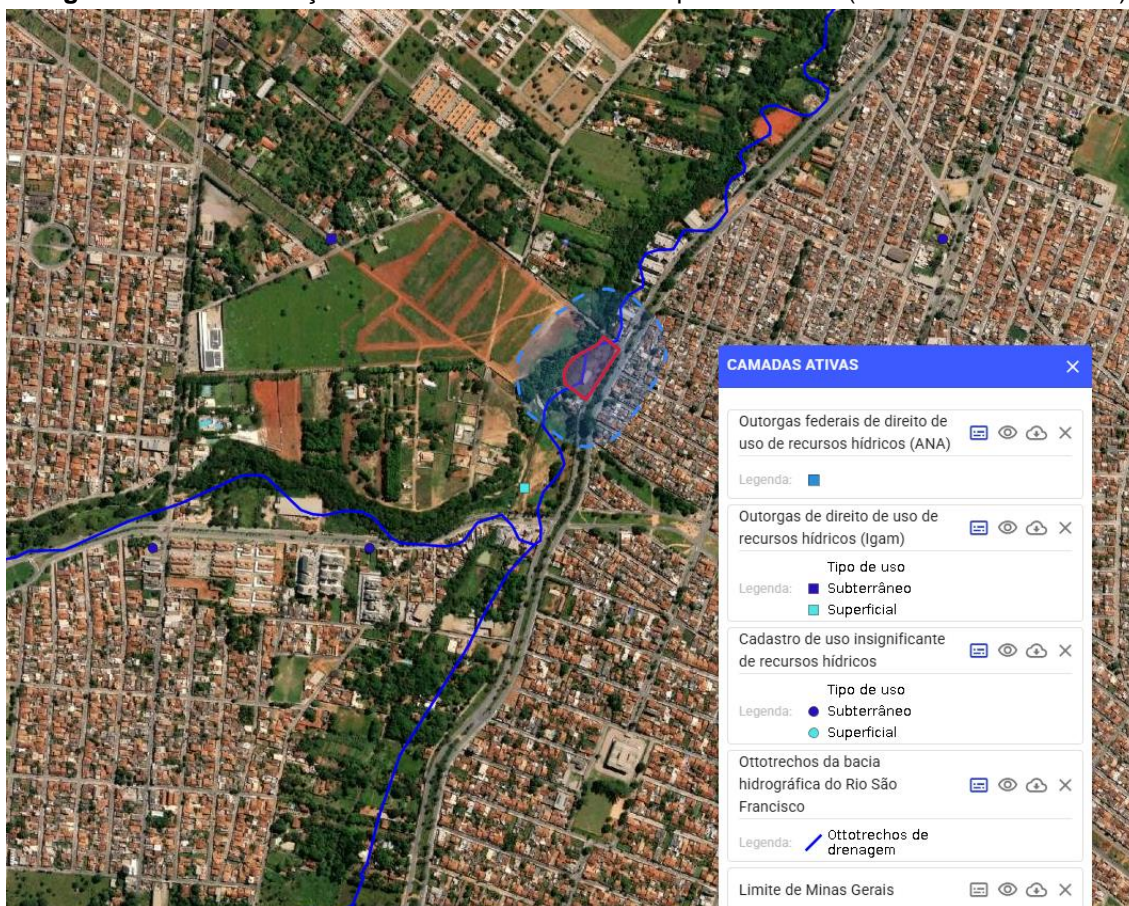 CAMADAS ATIVAS
Outorgas federais de direito de
uso de recursos hídricos (ANA)
Legenda:
Outorgas de direito de uso de
recursos hídricos (Igam)
Tipo de uso
Legenda:
Subterrâneo
Superficial
Cadastro de uso insignificante
de recursos hídricos
Tipo de uso
Legenda:
Subterrâneo
Superficial
Ottotrechos da bacia
hidrográfica do Rio São
Francisco
Legenda:
Ottotrechos de
drenagem
Limite de Minas Gerais